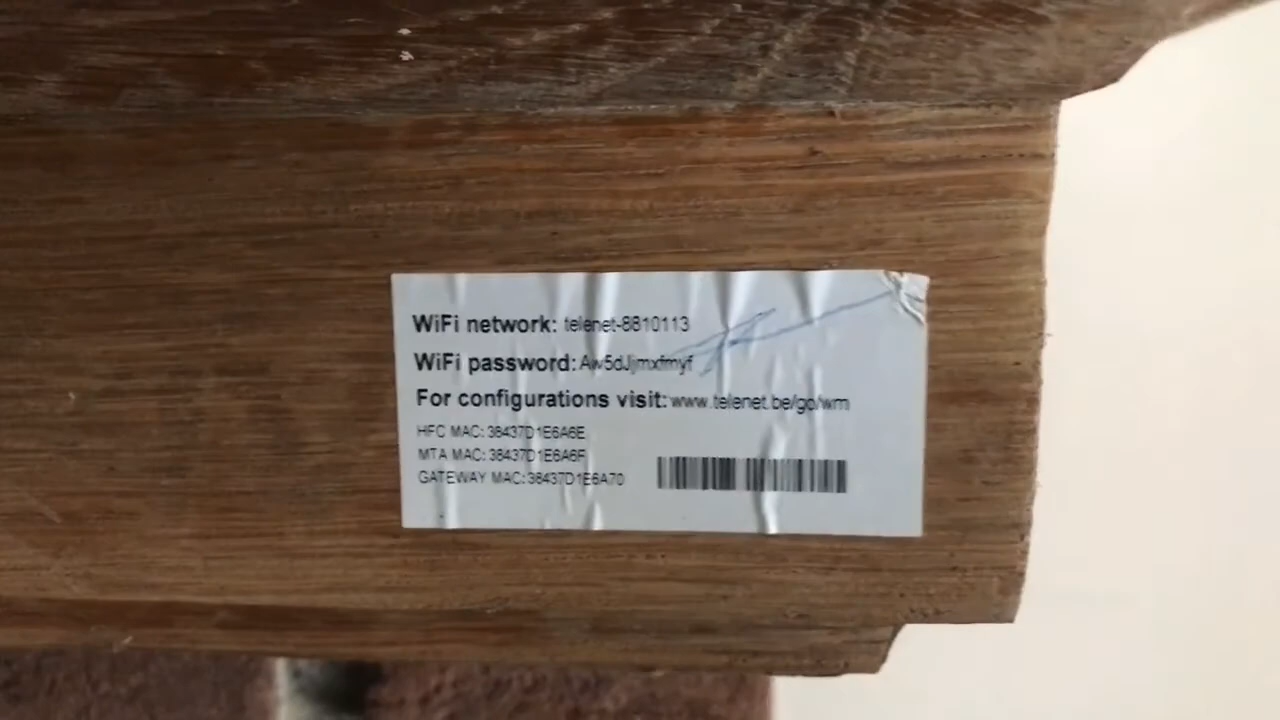 WiFi network: telenet-8810113
WiFi password: Aw5dJjmxfmyf
For configurations visit: www.telenet.be/go/wm
HFC MAC: 38437D1E6A6E
MTA MAC: 38437D1E6A6F
GATEWAY MAC: 38437D1E6A70